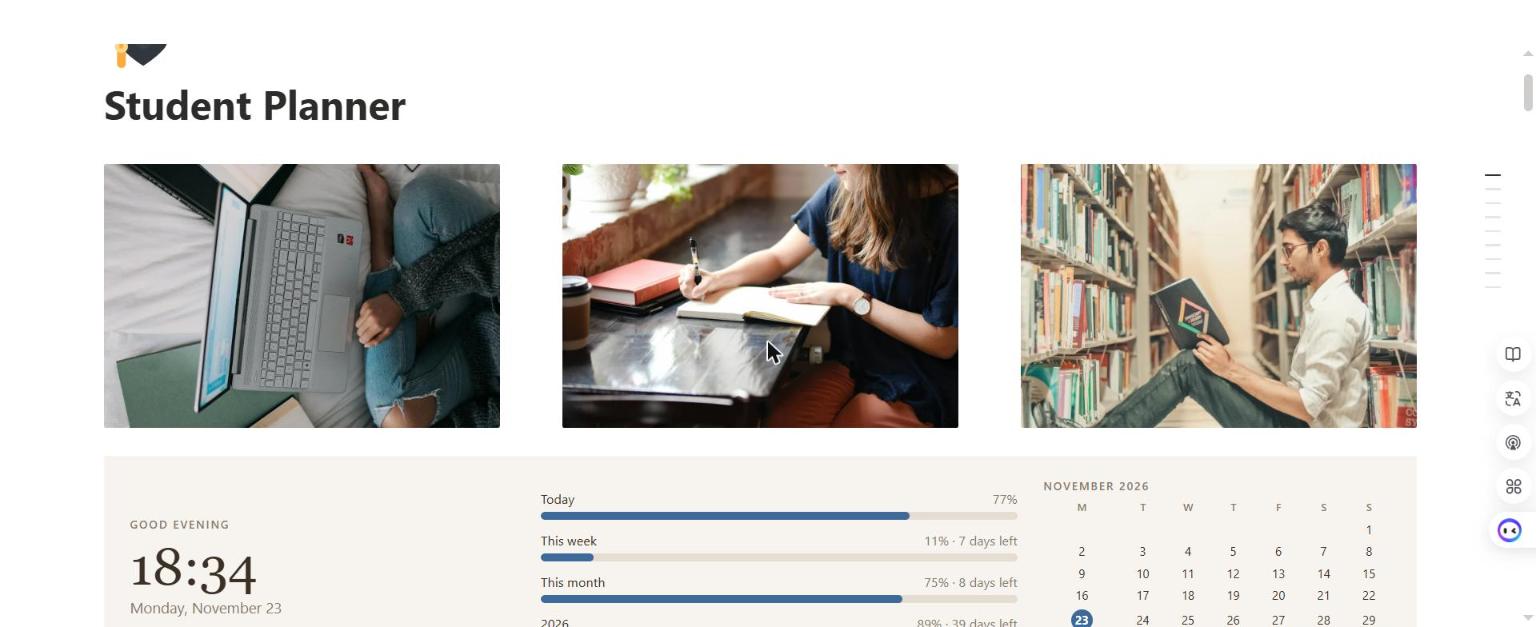 Student Planner
GOOD EVENING
18:34
Monday, November 23
Today 77%
This week 11% · 7 days left
This month 75% · 8 days left
2026 89% · 39 days left
NOVEMBER 2026
M T W T F S S
1
2 3 4 5 6 7 8
9 10 11 12 13 14 15
16 17 18 19 20 21 22
23 24 25 26 27 28 29